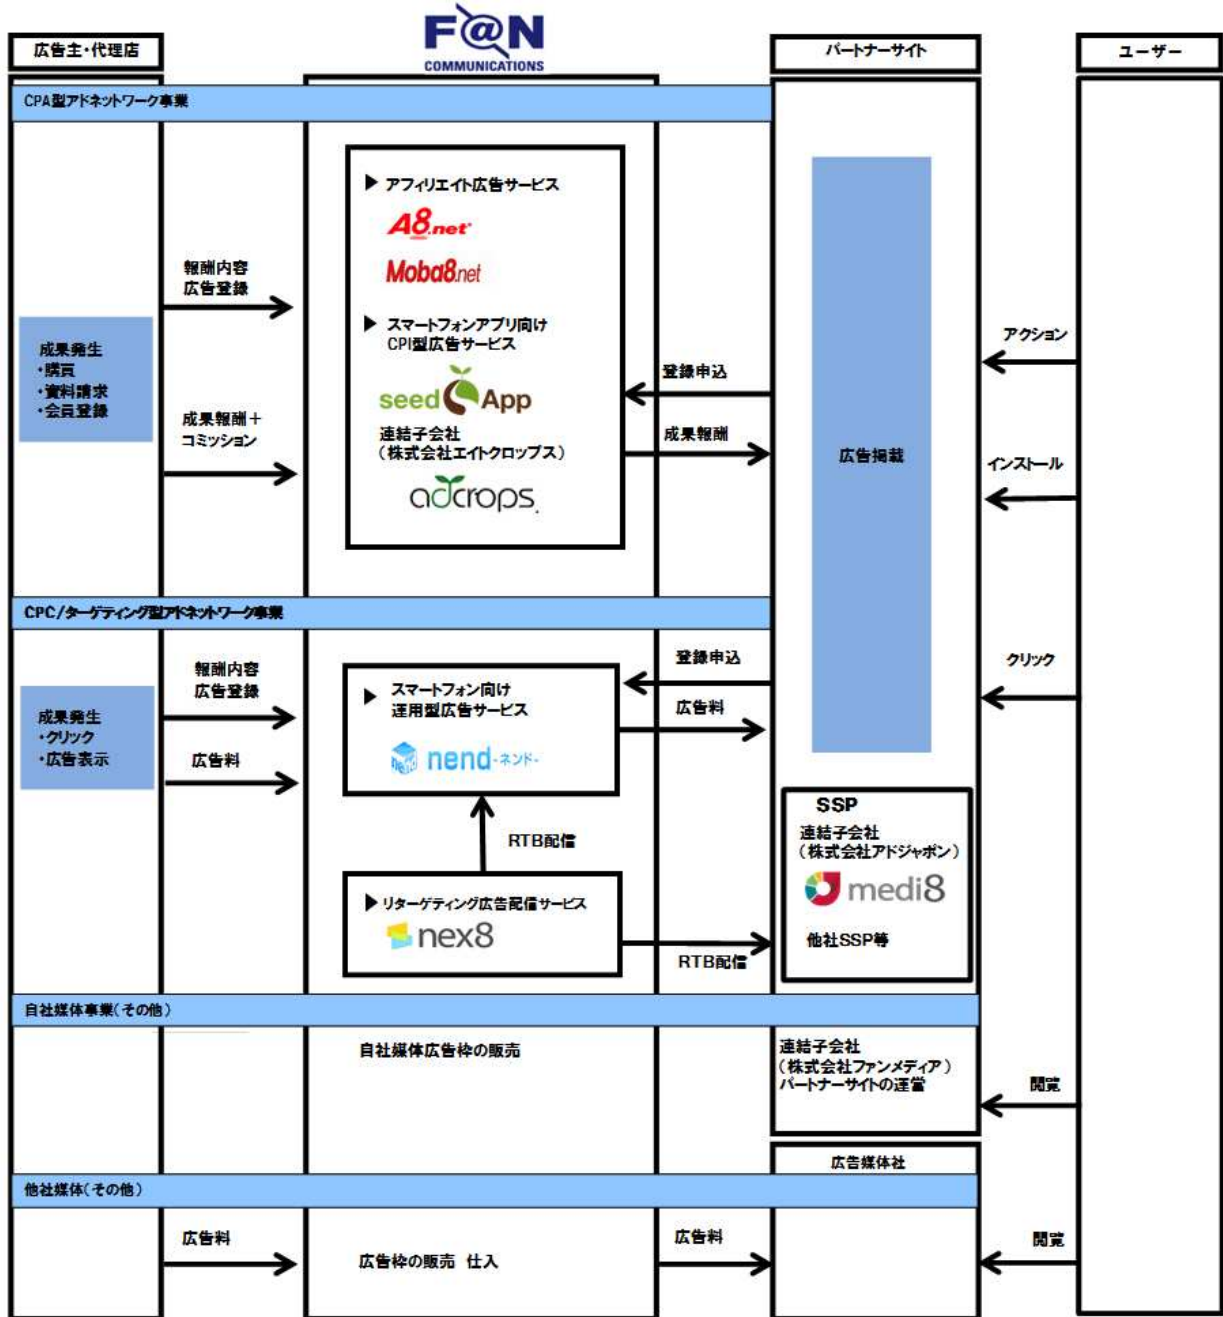 F@N
COMMUNICATIONS
広告主・代理店
パートナーサイト
ユーザー
CPA型アドネットワーク事業
▶ アフィリエイト広告サービス
A8.net
Moba8.net
報酬内容
広告登録
▶ スマートフォンアプリ向け
CPI型広告サービス
成果発生
・購買
・資料請求
・会員登録
アクション
登録申込
seed App
成果報酬＋
コミッション
連結子会社
（株式会社エイトクロップス）
成果報酬
広告掲載
インストール
adcrops.
CPC/ターゲティング型アドネットワーク事業
報酬内容
広告登録
登録申込
クリック
▶ スマートフォン向け
運用型広告サービス
成果発生
・クリック
・広告表示
広告料
広告料
nend -ネンド-
SSP
連結子会社
（株式会社アドジャポン）
RTB配信
medi8
▶ リターゲティング広告配信サービス
nex8
他社SSP等
RTB配信
自社媒体事業（その他）
自社媒体広告枠の販売
連結子会社
（株式会社ファンメディア）
パートナーサイトの運営
閲覧
広告媒体社
他社媒体（その他）
広告料
広告枠の販売 仕入
広告料
閲覧